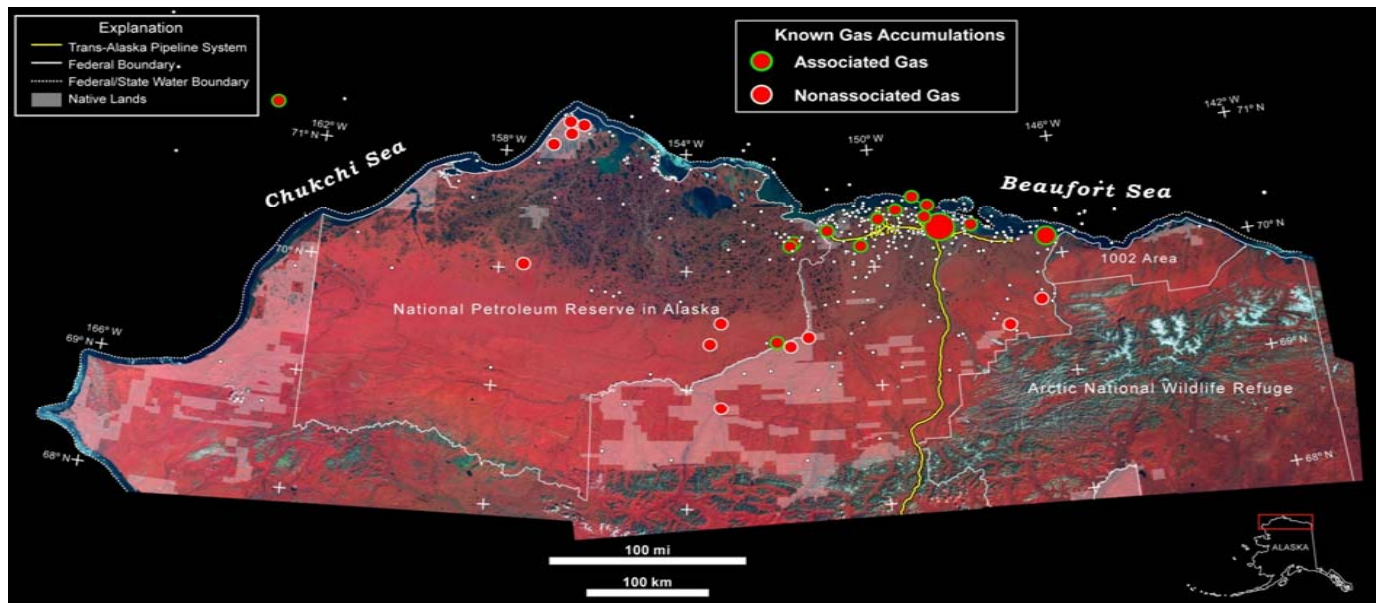 Explanation
Trans-Alaska Pipeline System
Federal Boundary
Federal/State Water Boundary
Native Lands
Known Gas Accumulations
Associated Gas
Nonassociated Gas
142° W
71° N
162° W
71° N
158° W
154° W
150° W
146° W
Chukchi Sea
Beaufort Sea
70° N
70° N
1002 Area
National Petroleum Reserve in Alaska
166° W
69° N
69° N
Arctic National Wildlife Refuge
68° N
68° N
100 mi
100 km
ALASKA